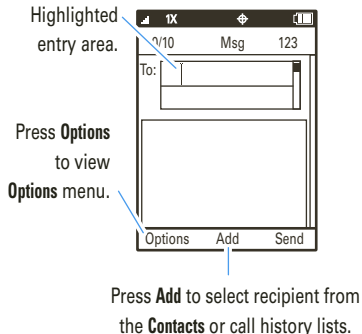 Highlighted
entry area.
1X
0/10 Msg 123
To:
Press Options
to view
Options menu.
Options Add Send
Press Add to select recipient from
the Contacts or call history lists.